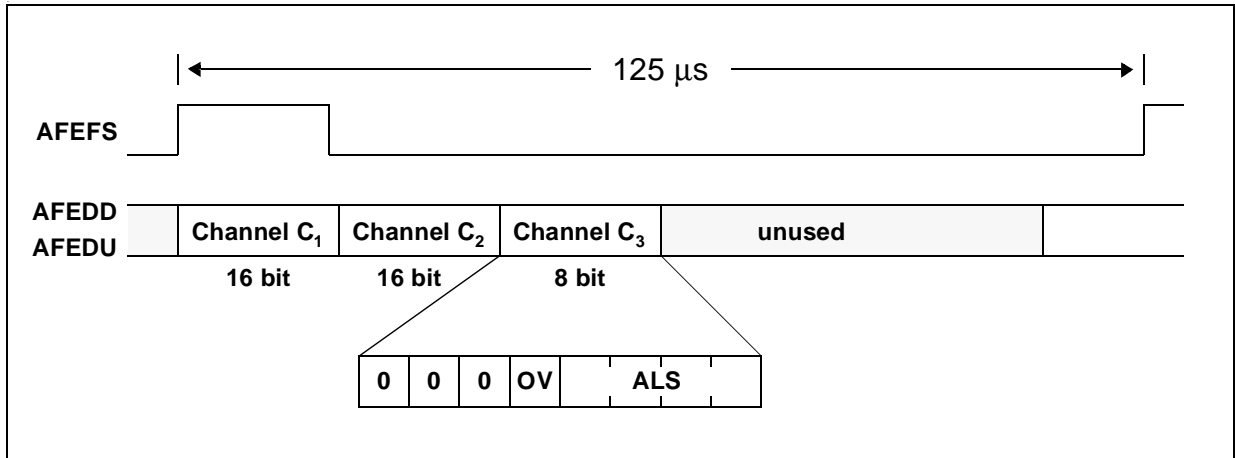 125 μs
AFEFS
AFEDD
AFEDU
Channel C1 Channel C2 Channel C3 unused
16 bit 16 bit 8 bit
0 0 0 OV ALS